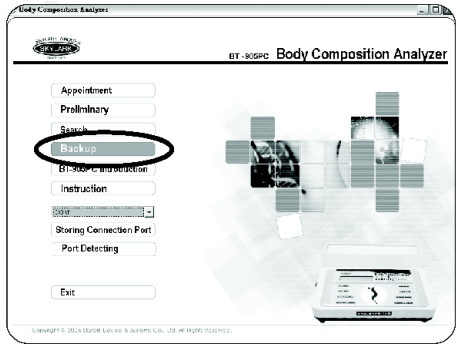 Body Composition Analyzer
SKYLARK
BT-905PC Body Composition Analyzer
Appointment
Preliminary
Search
Backup
BT-905PC Introduction
Instruction
Storing Connection Port
Port Detecting
Exit